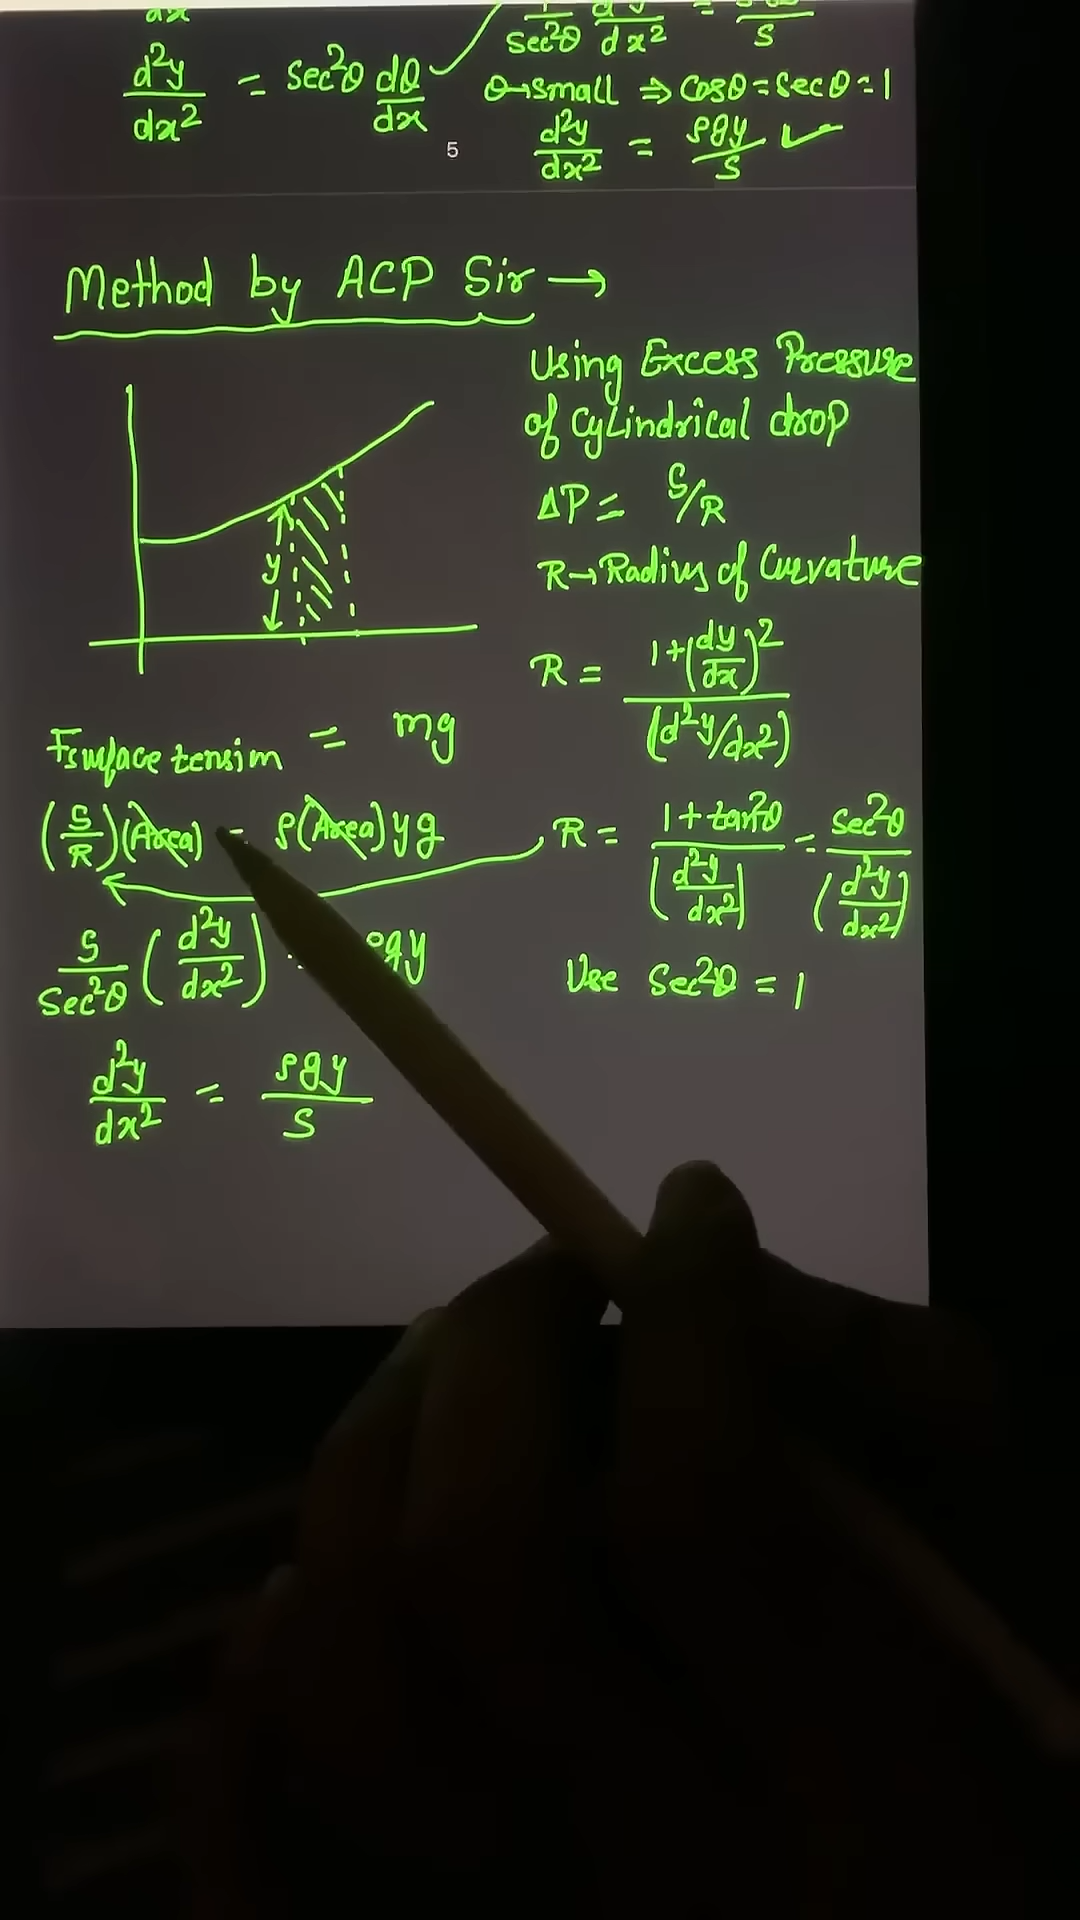 dx
d²y/dx² = sec²θ dθ/dx
1/sec²θ d²y/dx² = /S
θ→small ⇒ cosθ = secθ = 1
d²y/dx² = ρgy/S ✓
5
Method by ACP Sir →
Using Excess Pressure
of Cylindrical drop
ΔP = S/R
R→Radius of Curvature
y
R = 1+(dy/dx)²/(d²y/dx²)
Fsurface tension = mg
(S/R)(Area) = ρ(Area)yg
R = 1+tan²θ/(d²y/dx²) = sec²θ/(d²y/dx²)
S/Sec²θ (d²y/dx²) = ρgy
Use Sec²θ = 1
d²y/dx² = ρgy/S